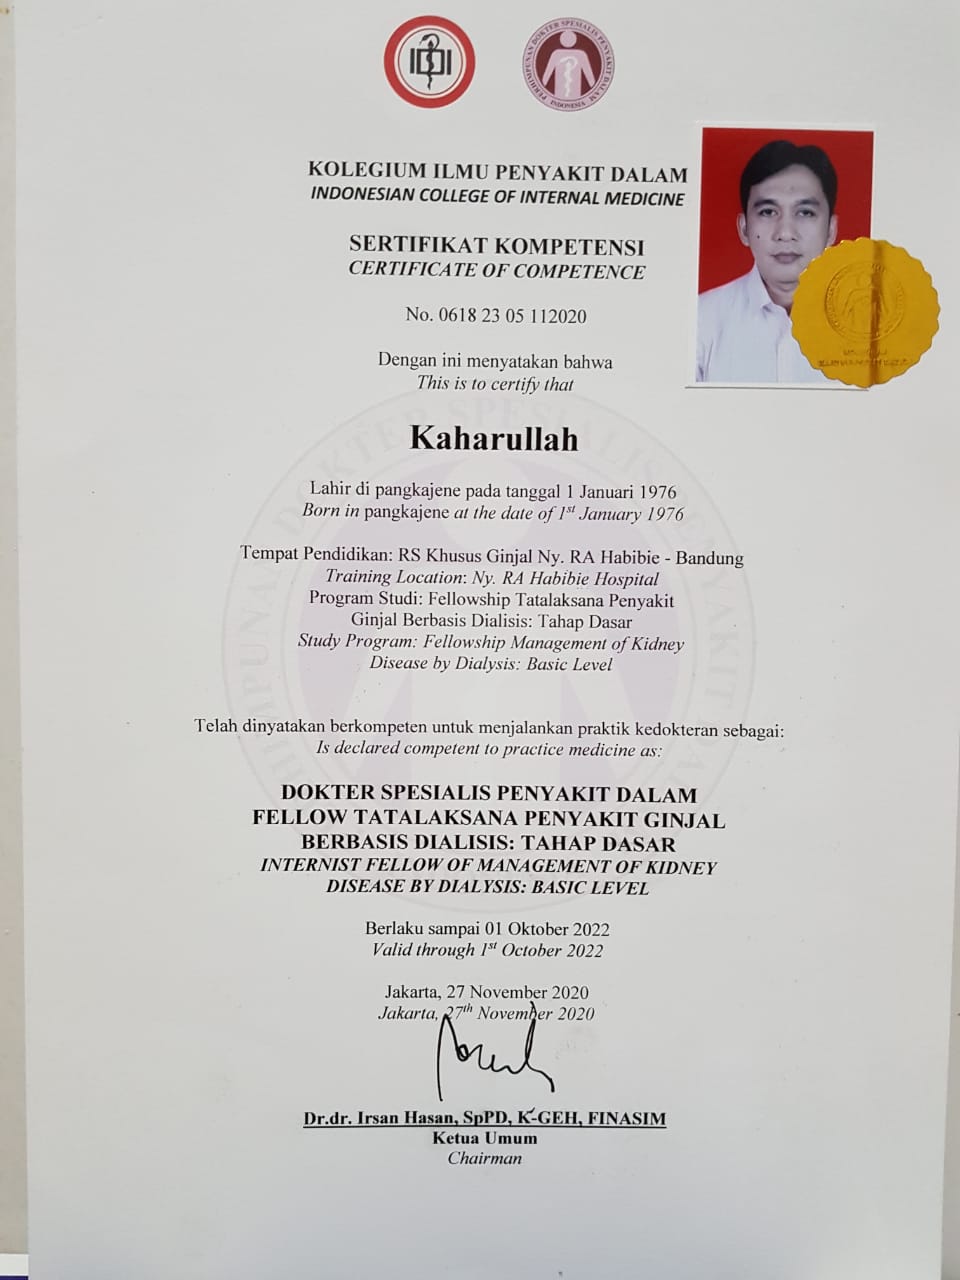 IDI
PERHIMPUNAN DOKTER SPESIALIS PENYAKIT DALAM
INDONESIA
KOLEGIUM ILMU PENYAKIT DALAM
INDONESIAN COLLEGE OF INTERNAL MEDICINE
SERTIFIKAT KOMPETENSI
CERTIFICATE OF COMPETENCE
No. 0618 23 05 112020
Dengan ini menyatakan bahwa
This is to certify that
Kaharullah
Lahir di pangkajene pada tanggal 1 Januari 1976
Born in pangkajene at the date of 1st January 1976
Tempat Pendidikan: RS Khusus Ginjal Ny. RA Habibie - Bandung
Training Location: Ny. RA Habibie Hospital
Program Studi: Fellowship Tatalaksana Penyakit
Ginjal Berbasis Dialisis: Tahap Dasar
Study Program: Fellowship Management of Kidney
Disease by Dialysis: Basic Level
Telah dinyatakan berkompeten untuk menjalankan praktik kedokteran sebagai:
Is declared competent to practice medicine as:
DOKTER SPESIALIS PENYAKIT DALAM
FELLOW TATALAKSANA PENYAKIT GINJAL
BERBASIS DIALISIS: TAHAP DASAR
INTERNIST FELLOW OF MANAGEMENT OF KIDNEY
DISEASE BY DIALYSIS: BASIC LEVEL
Berlaku sampai 01 Oktober 2022
Valid through 1st October 2022
Jakarta, 27 November 2020
Jakarta, 27th November 2020
Dr.dr. Irsan Hasan, SpPD, K-GEH, FINASIM
Ketua Umum
Chairman